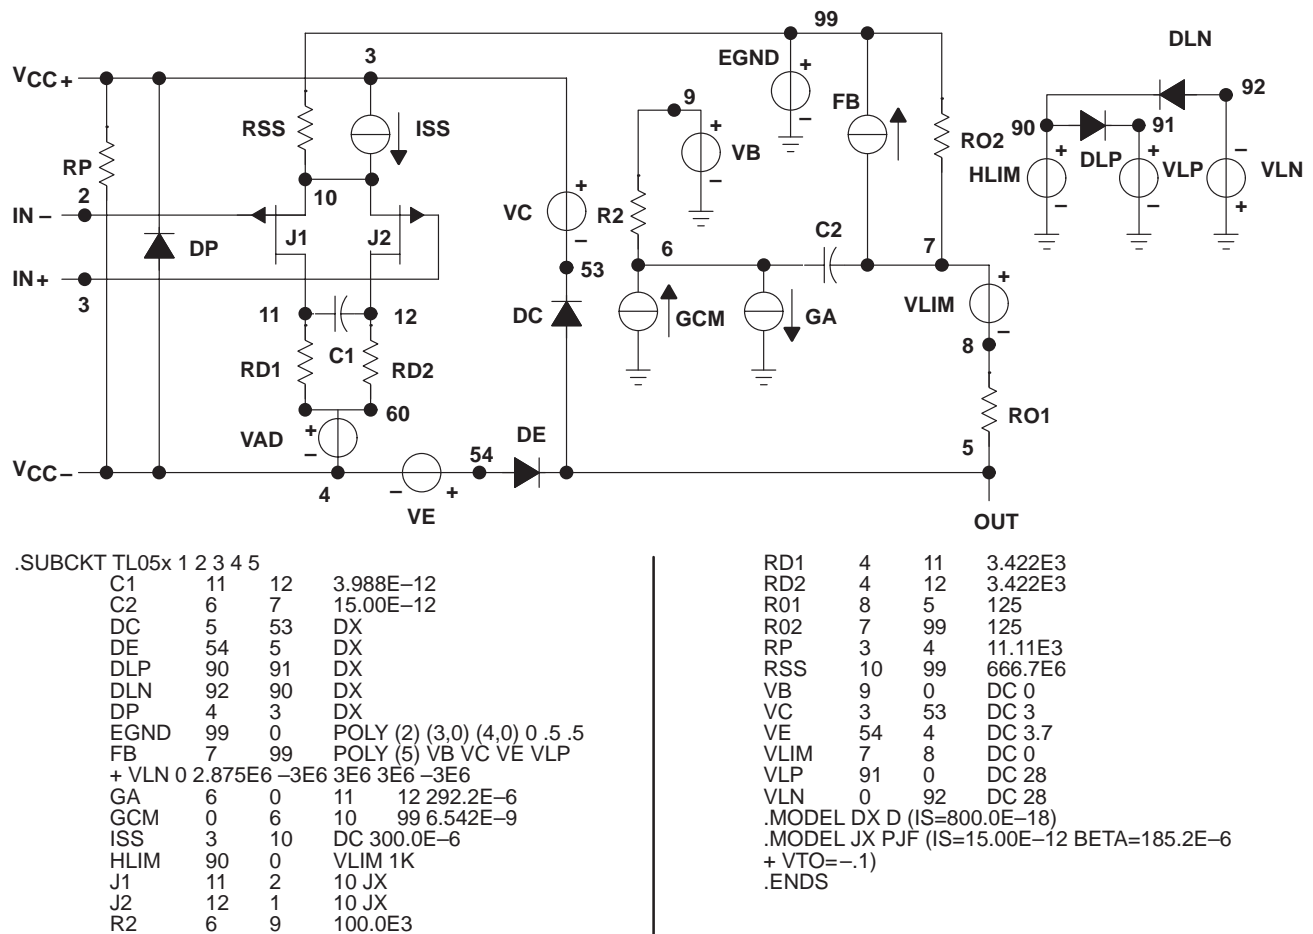 99
DLN
3
EGND
+
–
VCC+
9
FB
92
RSS
ISS
+
VB
–
RO2
90
91
DLP
RP
HLIM
+
–
+
VLP
–
–
VLN
+
10
2
IN –
VC
+
–
R2
C2
J1
J2
DP
6
7
IN+
3
53
+
VLIM
–
11
12
DC
GCM
GA
C1
8
RD1
RD2
RO1
60
VAD
+
–
DE
54
5
VCC–
4
–
+
VE
OUT
.SUBCKT TL05x 1 2 3 4 5
C1 11 12 3.988E–12
C2 6 7 15.00E–12
DC 5 53 DX
DE 54 5 DX
DLP 90 91 DX
DLN 92 90 DX
DP 4 3 DX
EGND 99 0 POLY (2) (3,0) (4,0) 0 .5 .5
FB 7 99 POLY (5) VB VC VE VLP
+ VLN 0 2.875E6 –3E6 3E6 3E6 –3E6
GA 6 0 11 12 292.2E–6
GCM 0 6 10 99 6.542E–9
ISS 3 10 DC 300.0E–6
HLIM 90 0 VLIM 1K
J1 11 2 10 JX
J2 12 1 10 JX
R2 6 9 100.0E3
RD1 4 11 3.422E3
RD2 4 12 3.422E3
R01 8 5 125
R02 7 99 125
RP 3 4 11.11E3
RSS 10 99 666.7E6
VB 9 0 DC 0
VC 3 53 DC 3
VE 54 4 DC 3.7
VLIM 7 8 DC 0
VLP 91 0 DC 28
VLN 0 92 DC 28
.MODEL DX D (IS=800.0E–18)
.MODEL JX PJF (IS=15.00E–12 BETA=185.2E–6
+ VTO=–.1)
.ENDS